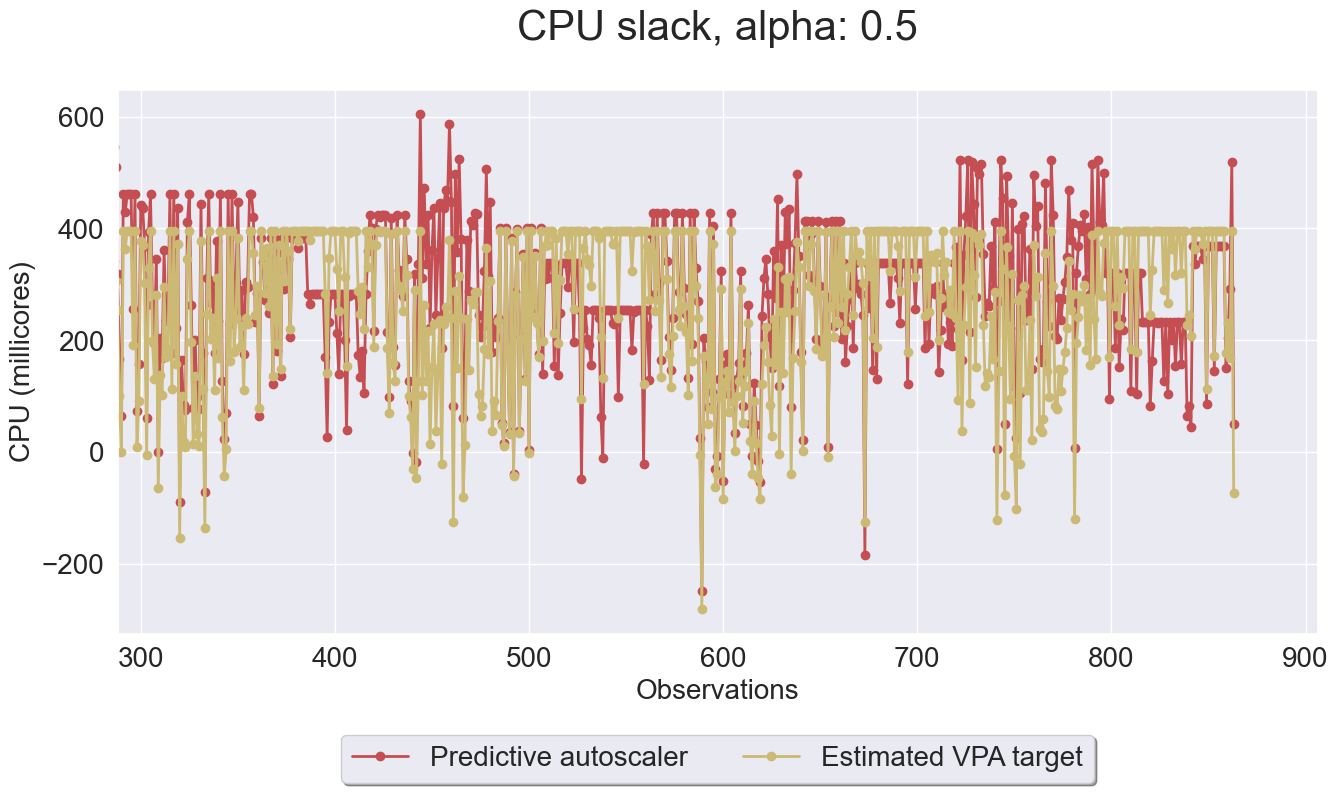 CPU slack, alpha: 0.5
600
400
200
0
−200
CPU (millicores)
300 400 500 600 700 800 900
Observations
Predictive autoscaler Estimated VPA target